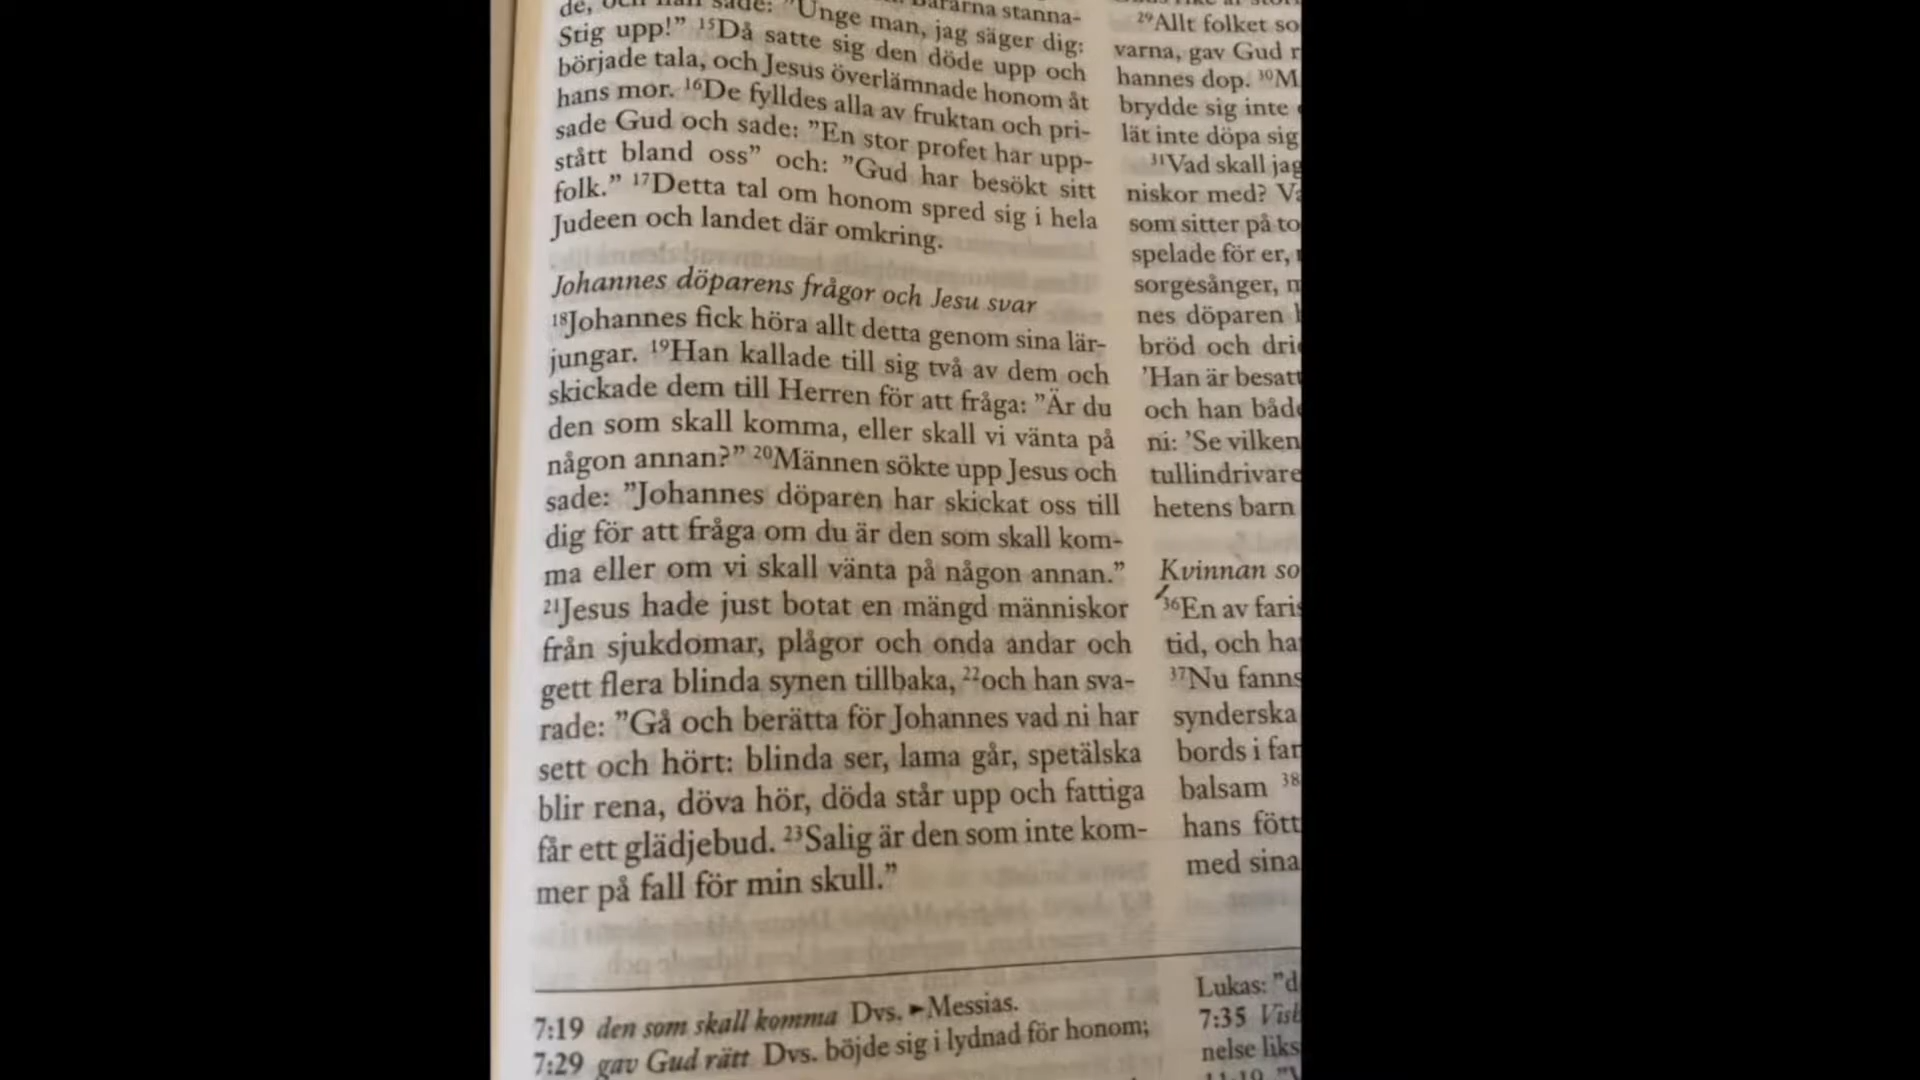 de, och han sade: ”Unge man, jag säger dig:
Stig upp!” 15Då satte sig den döde upp och
började tala, och Jesus överlämnade honom åt
hans mor. 16De fylldes alla av fruktan och pri-
sade Gud och sade: ”En stor profet har upp-
stått bland oss” och: ”Gud har besökt sitt
folk.” 17Detta tal om honom spred sig i hela
Judeen och landet där omkring.
Johannes döparens frågor och Jesu svar
18Johannes fick höra allt detta genom sina lär-
jungar. 19Han kallade till sig två av dem och
skickade dem till Herren för att fråga: ”Är du
den som skall komma, eller skall vi vänta på
någon annan?” 20Männen sökte upp Jesus och
sade: ”Johannes döparen har skickat oss till
dig för att fråga om du är den som skall kom-
ma eller om vi skall vänta på någon annan.”
21Jesus hade just botat en mängd människor
från sjukdomar, plågor och onda andar och
gett flera blinda synen tillbaka, 22och han sva-
rade: ”Gå och berätta för Johannes vad ni har
sett och hört: blinda ser, lama går, spetälska
blir rena, döva hör, döda står upp och fattiga
får ett glädjebud. 23Salig är den som inte kom-
mer på fall för min skull.”
7:19 den som skall komma Dvs. ►Messias.
7:29 gav Gud rätt Dvs. böjde sig i lydnad för honom;
29Allt folket so
varna, gav Gud r
hannes dop. 30M
brydde sig inte
lät inte döpa sig
31Vad skall jag
niskor med? Va
som sitter på to
spelade för er,
sorgesånger, m
nes döparen
bröd och dric
’Han är besatt
och han både
ni: ’Se vilken
tullindrivare
hetens barn
Kvinnan so
36En av faris
tid, och ha
37Nu fanns
synderska
bords i far
balsam 38
hans fött
med sina
Lukas: ”d
7:35 Vish
nelse liks